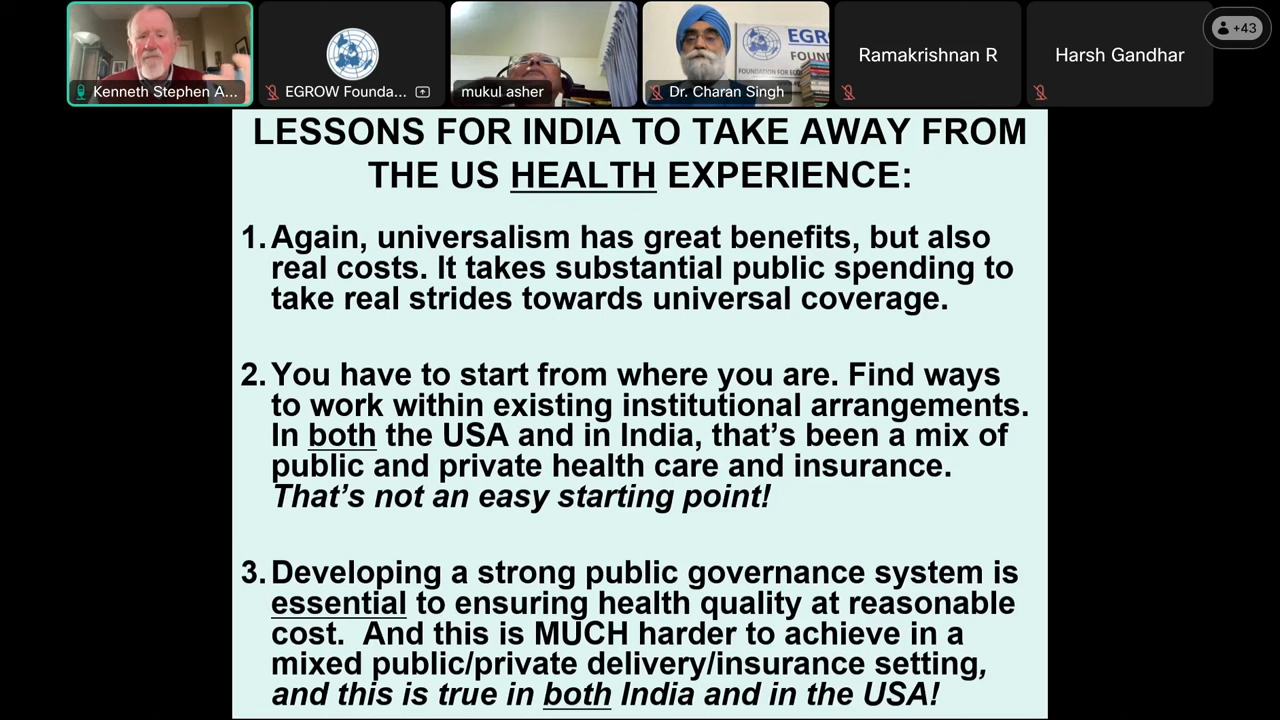 Kenneth Stephen A...
EGROW Founda...
mukul asher
EGRO
FOUN
Dr. Charan Singh
Ramakrishnan R
Harsh Gandhar
+43
LESSONS FOR INDIA TO TAKE AWAY FROM
THE US HEALTH EXPERIENCE:
1. Again, universalism has great benefits, but also
real costs. It takes substantial public spending to
take real strides towards universal coverage.
2. You have to start from where you are. Find ways
to work within existing institutional arrangements.
In both the USA and in India, that's been a mix of
public and private health care and insurance.
That's not an easy starting point!
3. Developing a strong public governance system is
essential to ensuring health quality at reasonable
cost.  And this is MUCH harder to achieve in a
mixed public/private delivery/insurance setting,
and this is true in both India and in the USA!